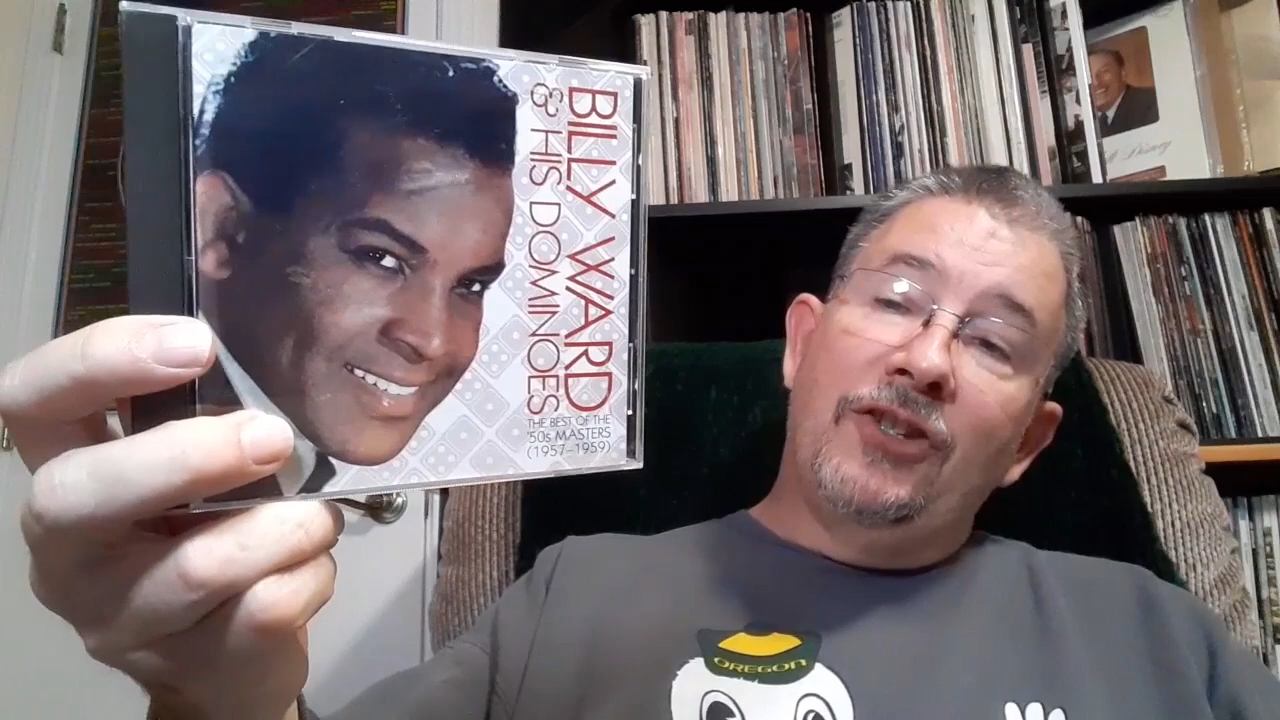 BILLY WARD
& HIS DOMINOES
THE BEST OF THE
'50s MASTERS
(1957–1959)
OREGON